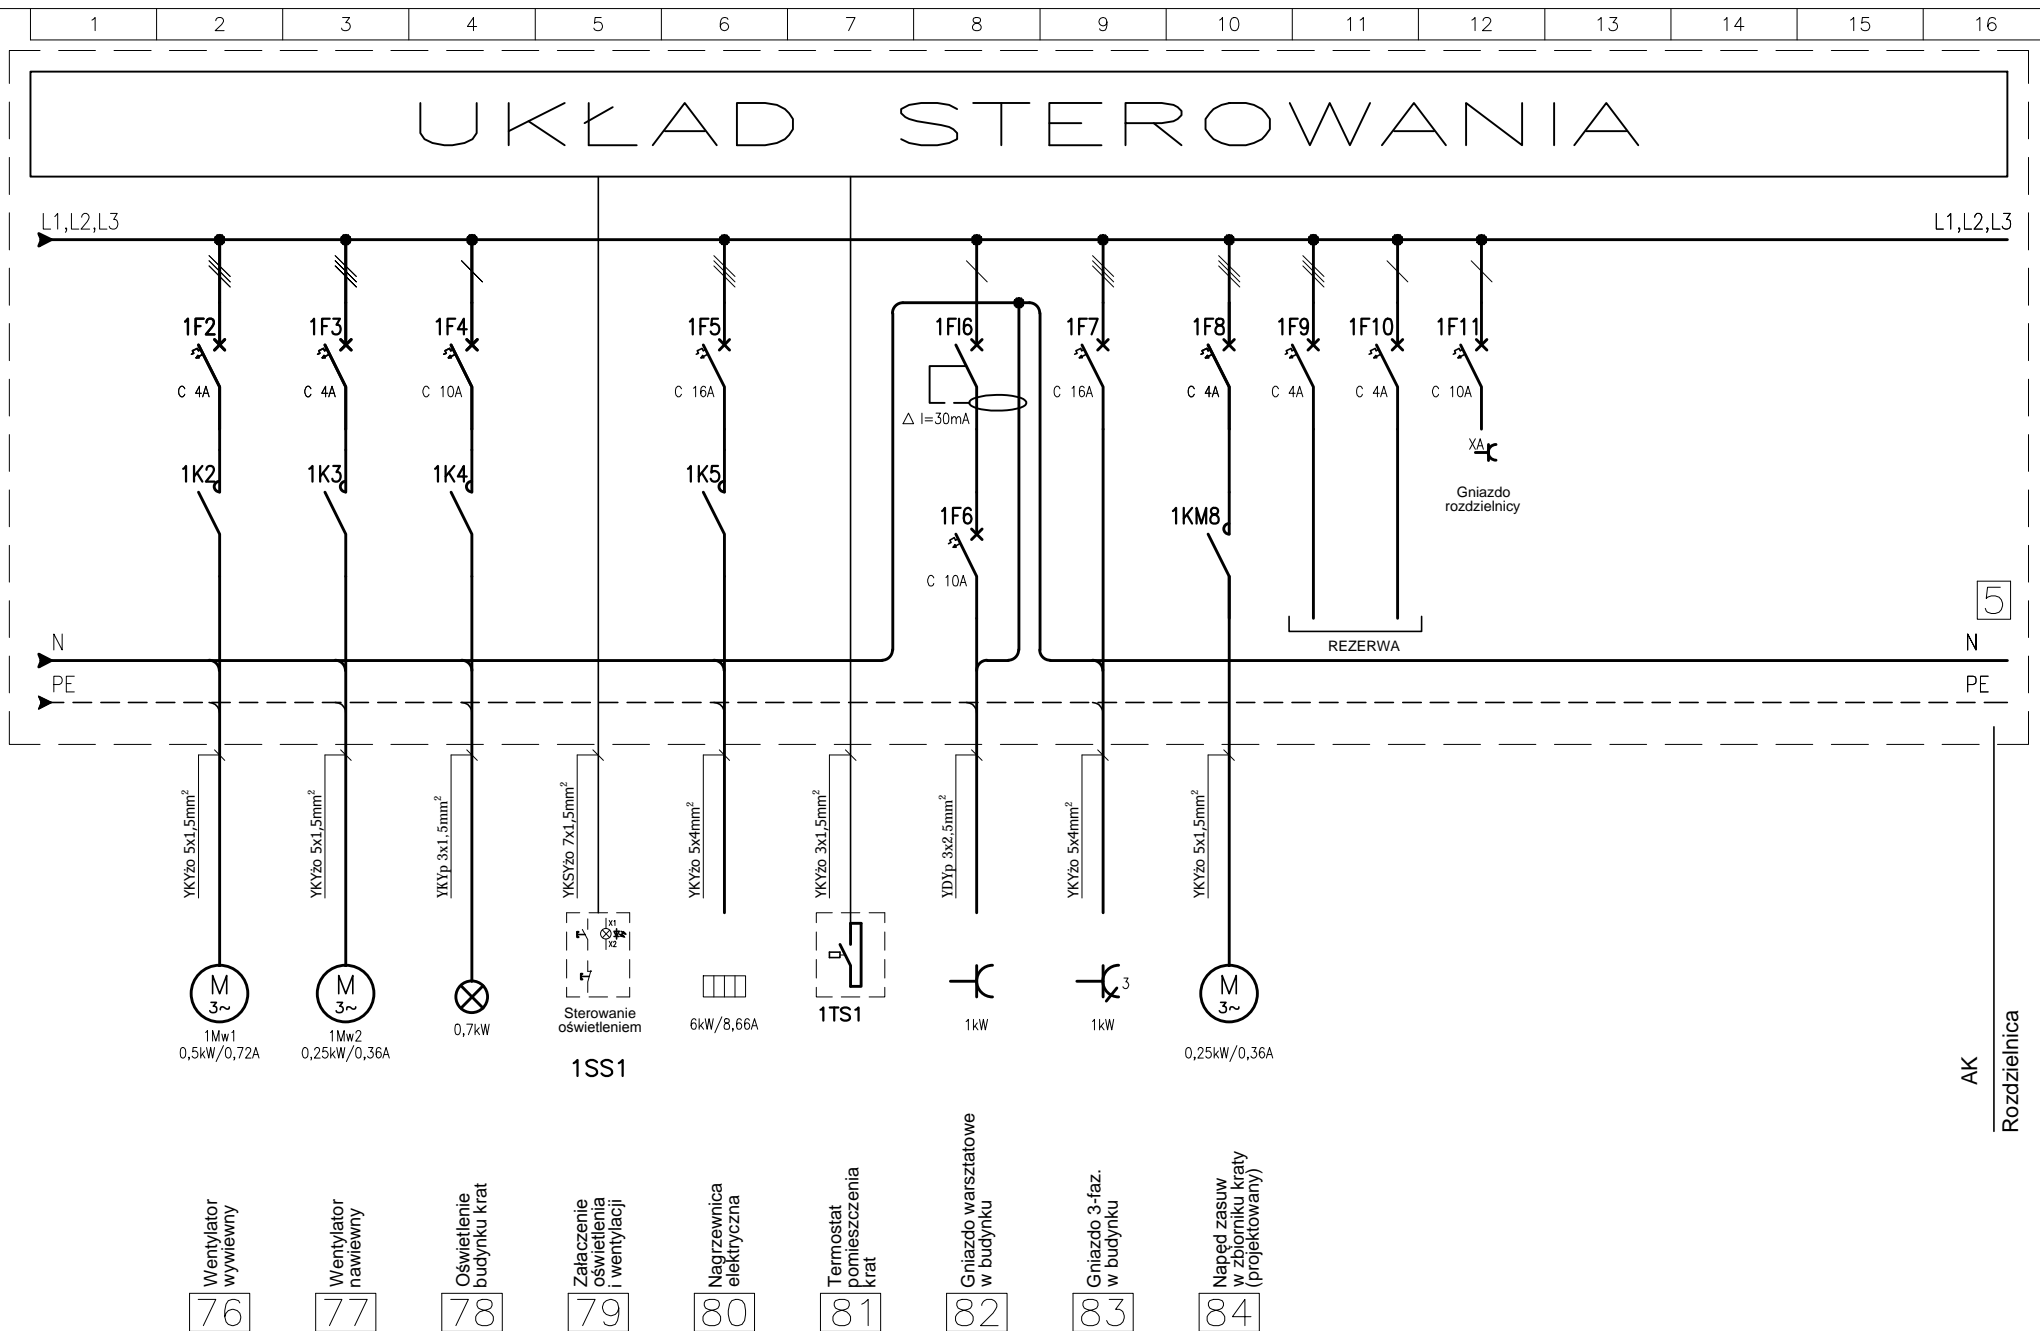 1 2 3 4 5 6 7 8 9 10 11 12 13 14 15 16
UKŁAD STEROWANIA
L1,L2,L3 L1,L2,L3
1F2 1F3 1F4 1F5 1FI6 1F7 1F8 1F9 1F10 1F11
C 4A C 4A C 10A C 16A C 16A C 4A C 4A C 4A C 10A
△ I=30mA
XA
1K2 1K3 1K4 1K5
Gniazdo
rozdzielnicy
1F6 1KM8
C 10A
5
N REZERWA N
PE PE
YKYżo 5x1,5mm²
YKYżo 5x1,5mm²
YKYp 3x1,5mm²
YKSYżo 7x1,5mm²
YKYżo 5x4mm²
YKYżo 3x1,5mm²
YDYp 3x2,5mm²
YKYżo 5x4mm²
YKYżo 5x1,5mm²
X1
X2
M
3~
1Mw1
0,5kW/0,72A
M
3~
1Mw2
0,25kW/0,36A
0,7kW
Sterowanie
oświetleniem
1SS1
6kW/8,66A
1TS1
1kW
3
1kW
M
3~
0,25kW/0,36A
AK
Rozdzielnica
Wentylator
wywiewny
76
Wentylator
nawiewny
77
Oświetlenie
budynku krat
78
Załaczenie
oświetlenia
i wentylacji
79
Nagrzewnica
elektryczna
80
Termostat
pomieszczenia
krat
81
Gniazdo warsztatowe
w budynku
82
Gniazdo 3-faz.
w budynku
83
Napęd zasuw
w zbiorniku kraty
(projektowany)
84